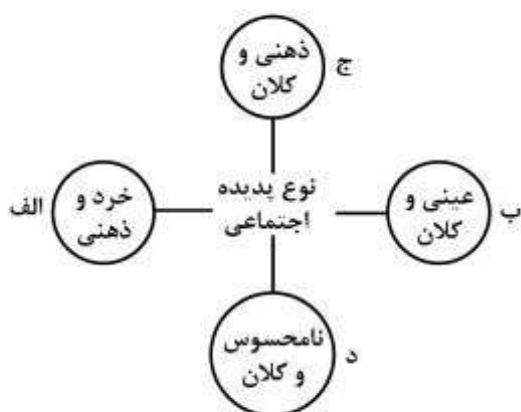 ذهنی و
کلان
ج
نوع پدیده
اجتماعی
عینی و
کلان
ب
خرد و
ذهنی
الف
نامحسوس
و کلان
د